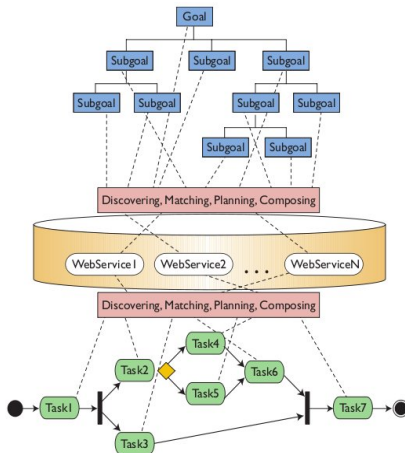 Goal
Subgoal
Subgoal
Subgoal
Subgoal
Subgoal
Subgoal
Subgoal
Subgoal
Subgoal
Discovering, Matching, Planning, Composing
WebService1
WebService2
...
WebServiceN
Discovering, Matching, Planning, Composing
Task4
Task2
Task6
Task5
Task1
Task7
Task3